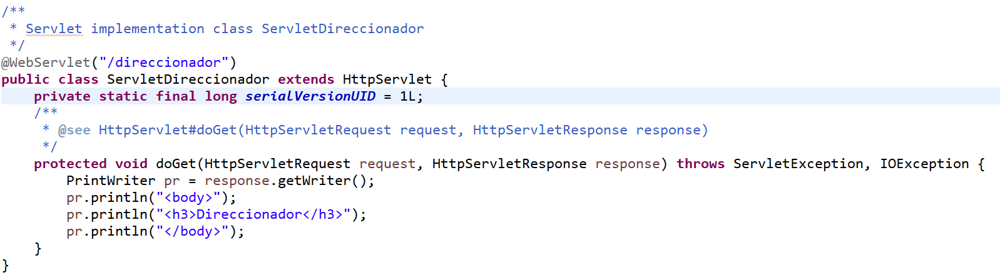 /**
 * Servlet implementation class ServletDireccionador
 */
@WebServlet("/direccionador")
public class ServletDireccionador extends HttpServlet {
    private static final long serialVersionUID = 1L;
    /**
     * @see HttpServlet#doGet(HttpServletRequest request, HttpServletResponse response)
     */
    protected void doGet(HttpServletRequest request, HttpServletResponse response) throws ServletException, IOException {
        PrintWriter pr = response.getWriter();
        pr.println("<body>");
        pr.println("<h3>Direccionador</h3>");
        pr.println("</body>");
    }
}